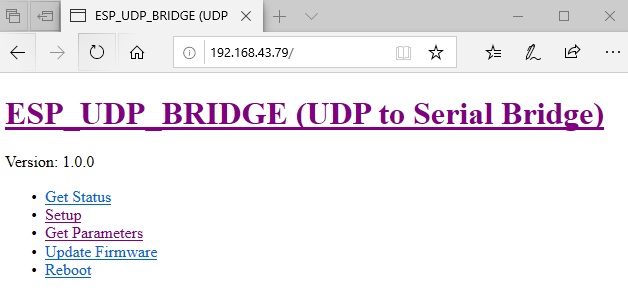 ESP_UDP_BRIDGE (UDP
192.168.43.79/
ESP_UDP_BRIDGE (UDP to Serial Bridge)
Version: 1.0.0
Get Status
Setup
Get Parameters
Update Firmware
Reboot